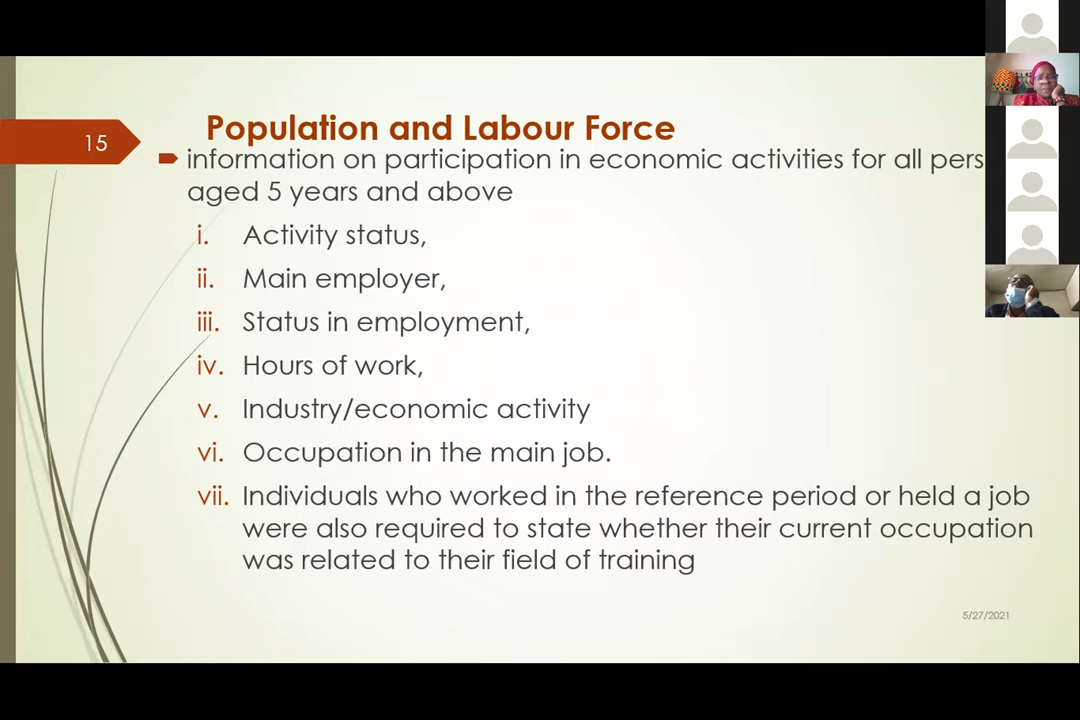 15
Population and Labour Force
information on participation in economic activities for all
aged 5 years and above
i. Activity status,
ii. Main employer,
iii. Status in employment,
iv. Hours of work,
v. Industry/economic activity
vi. Occupation in the main job.
vii. Individuals who worked in the reference period or held a job
were also required to state whether their current occupation
was related to their field of training
5/27/2021